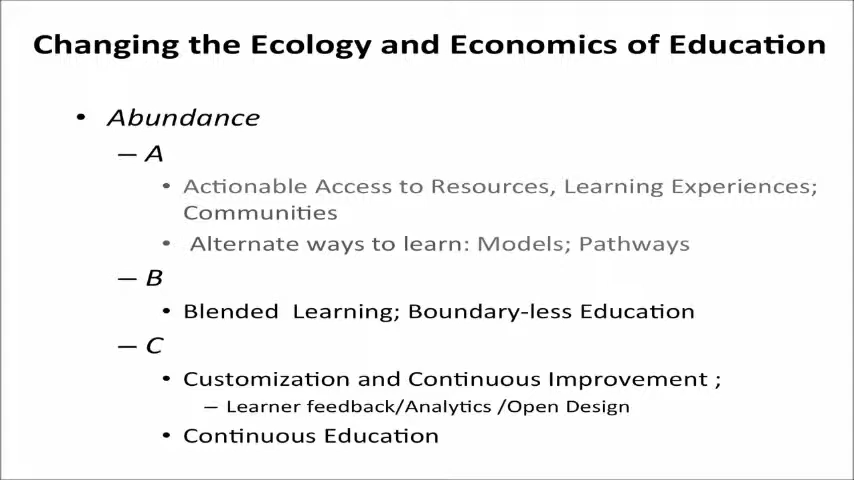 Changing the Ecology and Economics of Education
• Abundance
– A
• Actionable Access to Resources, Learning Experiences;
Communities
• Alternate ways to learn: Models; Pathways
– B
• Blended Learning; Boundary-less Education
– C
• Customization and Continuous Improvement ;
– Learner feedback/Analytics /Open Design
• Continuous Education